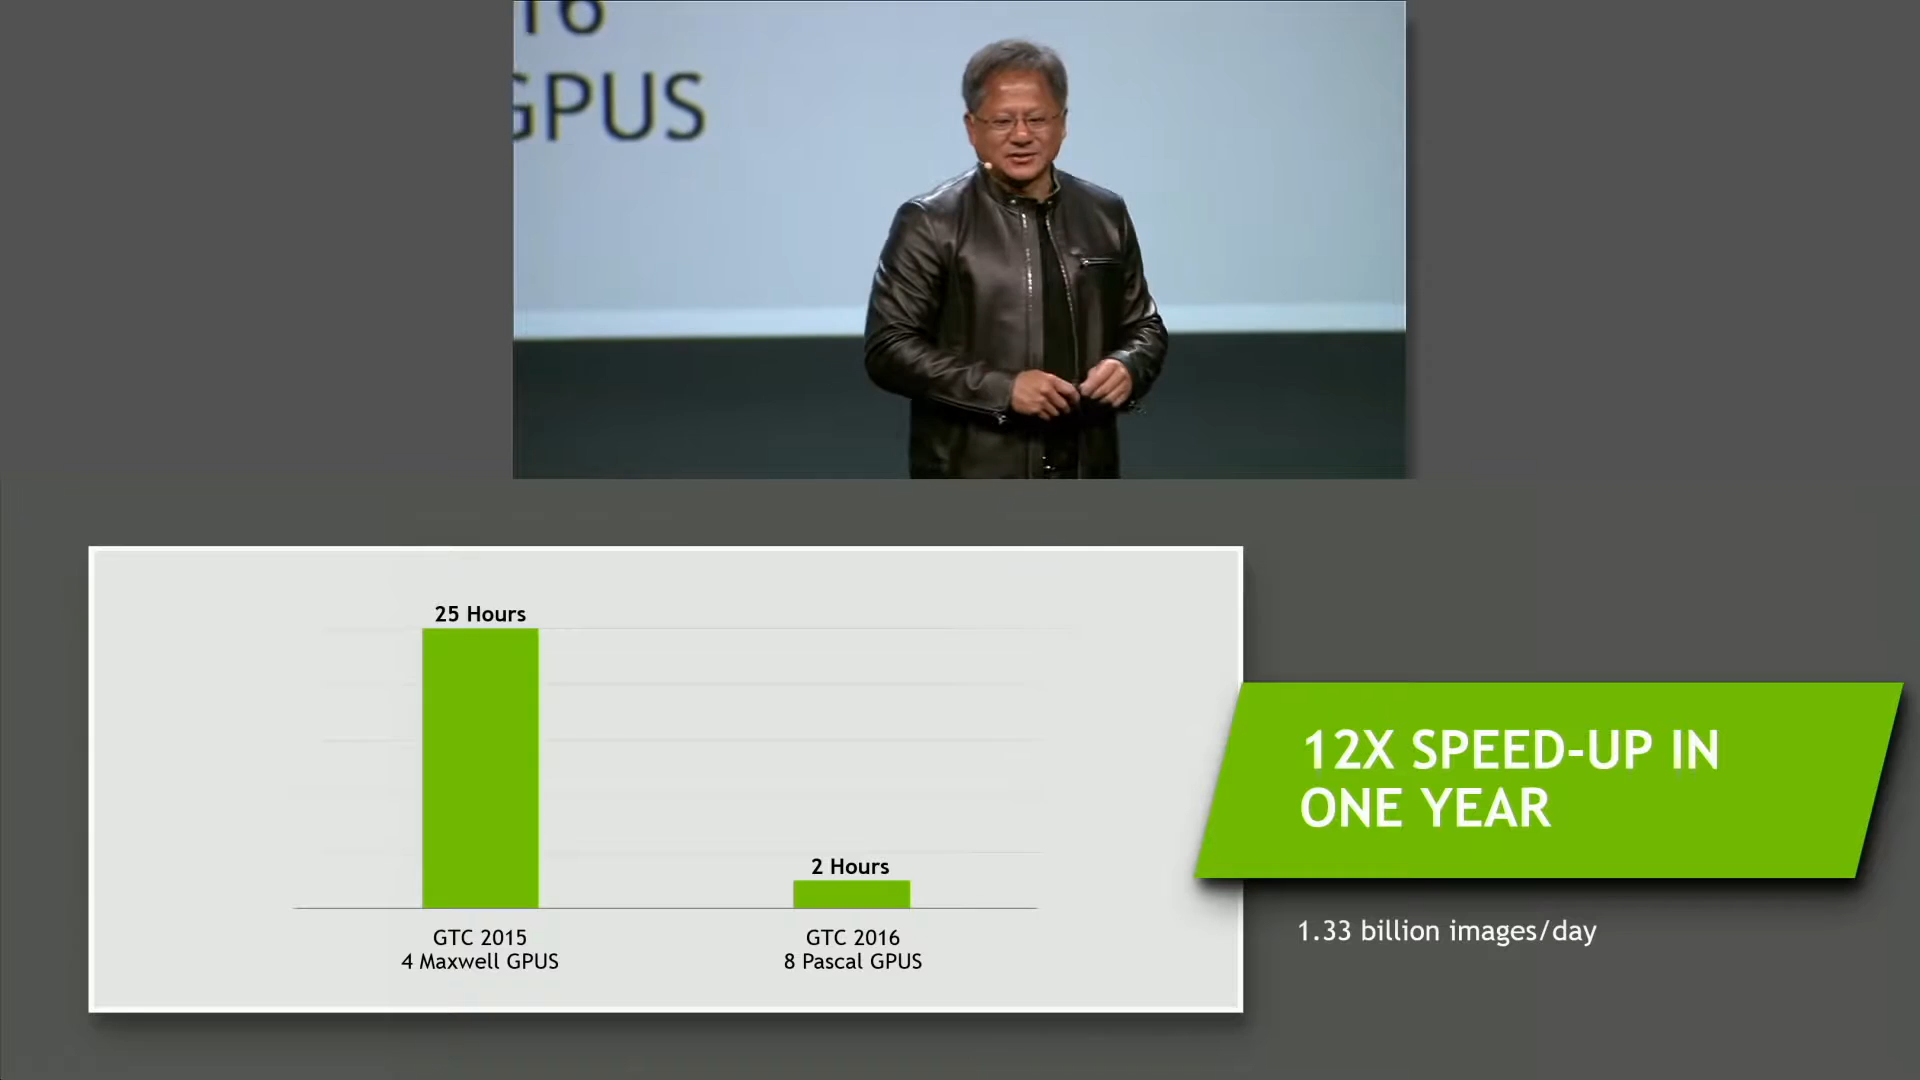 16
GPUS
25 Hours
2 Hours
GTC 2015
4 Maxwell GPUS
GTC 2016
8 Pascal GPUS
12X SPEED-UP IN
ONE YEAR
1.33 billion images/day